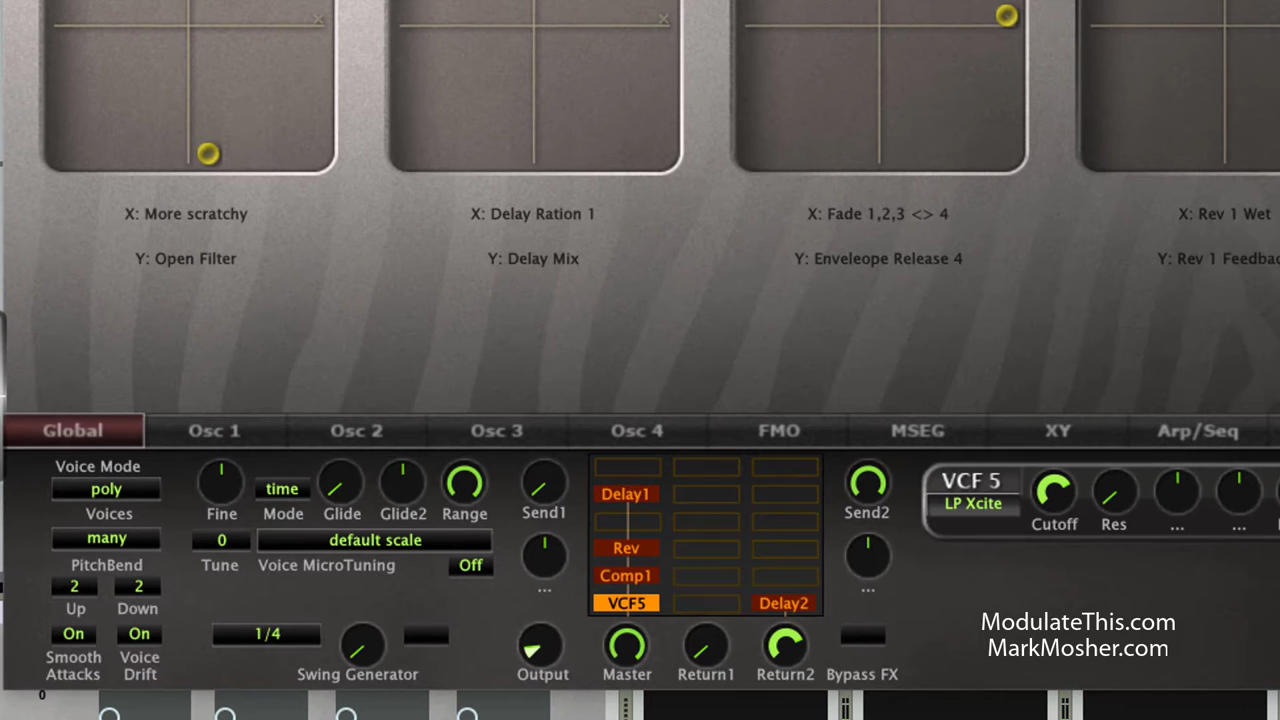 X: More scratchy
X: Delay Ration 1
X: Fade 1,2,3 <> 4
X: Rev 1 Wet
Y: Open Filter
Y: Delay Mix
Y: Enveleope Release 4
Y: Rev 1 Feedbac
Global
Osc 1
Osc 2
Osc 3
Osc 4
FMO
MSEG
XY
Arp/Seq
Voice Mode
poly
Voices
many
PitchBend
2
2
Up
Down
On
On
Smooth
Attacks
Voice
Drift
Fine
time
Mode
Glide
Glide2
Range
0
default scale
Tune
Voice MicroTuning
Off
1/4
Swing Generator
Send1
...
Output
Delay1
Rev
Comp1
VCF5
Delay2
Master
Return1
Return2
Send2
...
Bypass FX
VCF 5
LP Xcite
Cutoff
Res
...
...
ModulateThis.com
MarkMosher.com
0